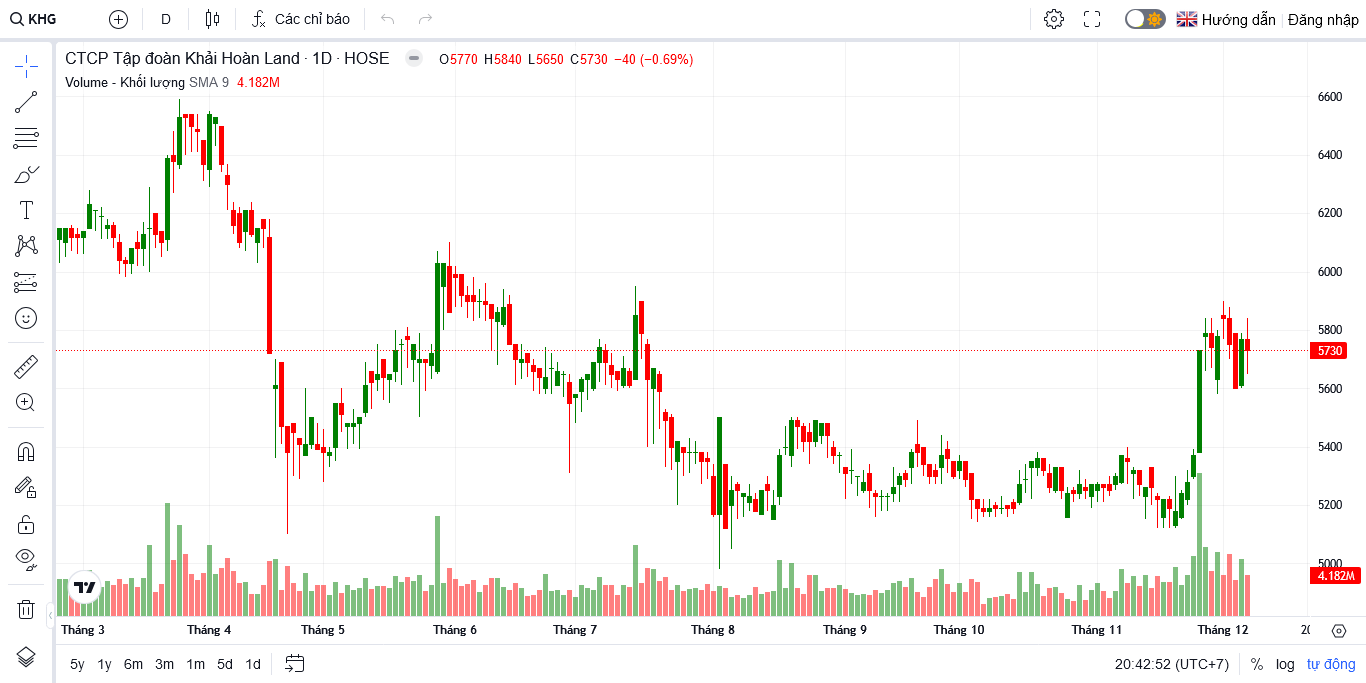 KHG D Các chỉ báo Hướng dẫn Đăng nhập
CTCP Tập đoàn Khải Hoàn Land · 1D · HOSE O5770 H5840 L5650 C5730 −40 (−0.69%)
Volume - Khối lượng SMA 9 4.182M
6600
6400
6200
6000
5800
5730
5600
5400
5200
5000
4.182M
Tháng 3 Tháng 4 Tháng 5 Tháng 6 Tháng 7 Tháng 8 Tháng 9 Tháng 10 Tháng 11 Tháng 12
5y 1y 6m 3m 1m 5d 1d 20:42:52 (UTC+7) % log tự động